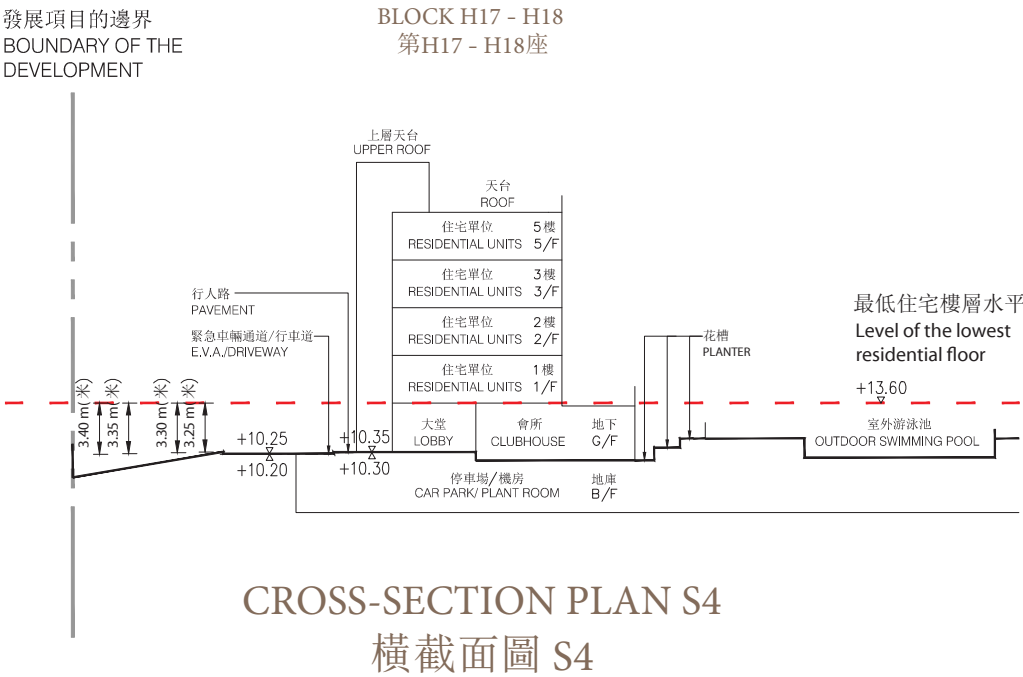 發展項目的邊界
BOUNDARY OF THE
DEVELOPMENT
BLOCK H17 - H18
第H17 - H18座
上層天台
UPPER ROOF
天台
ROOF
住宅單位 5樓
RESIDENTIAL UNITS 5/F
住宅單位 3樓
RESIDENTIAL UNITS 3/F
住宅單位 2樓
RESIDENTIAL UNITS 2/F
住宅單位 1樓
RESIDENTIAL UNITS 1/F
行人路
PAVEMENT
緊急車輛通道/行車道
E.V.A./DRIVEWAY
花槽
PLANTER
最低住宅樓層水平
Level of the lowest
residential floor
+13.60
3.40 m(米)
3.35 m(米)
3.30 m(米)
3.25 m(米)
+10.25
+10.20
+10.35
+10.30
大堂
LOBBY
會所
CLUBHOUSE
地下
G/F
室外游泳池
OUTDOOR SWIMMING POOL
停車場/機房
CAR PARK/ PLANT ROOM
地庫
B/F
CROSS-SECTION PLAN S4
橫截面圖 S4